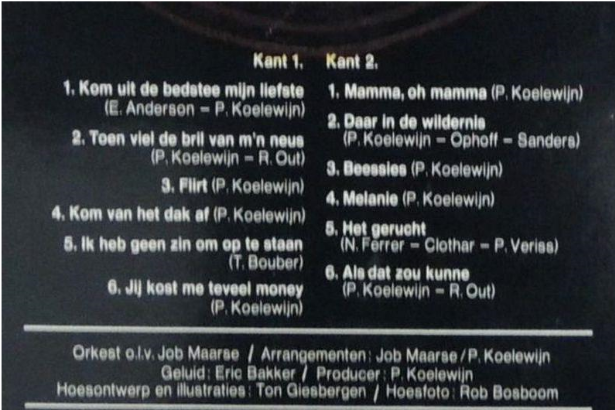 Kant 1.
1. Kom uit de bedstee mijn liefste
(E. Anderson – P. Koelewijn)
2. Toen viel de bril van m'n neus
(P. Koelewijn – R. Out)
3. Flirt (P. Koelewijn)
4. Kom van het dak af (P. Koelewijn)
5. Ik heb geen zin om op te staan
(T. Bouber)
6. Jij kost me teveel money
(P. Koelewijn)
Kant 2.
1. Mamma, oh mamma (P. Koelewijn)
2. Daar in de wildernis
(P. Koelewijn – Ophoff – Sanders)
3. Beessies (P. Koelewijn)
4. Melanie (P. Koelewijn)
5. Het gerucht
(N. Ferrer – Clothar – P. Veriss)
6. Als dat zou kunne
(P. Koelewijn – R. Out)
Orkest o.l.v. Job Maarse / Arrangementen: Job Maarse/P. Koelewijn
Geluid: Eric Bakker / Producer: P. Koelewijn
Hoesontwerp en illustraties: Ton Giesbergen / Hoesfoto: Rob Bosboom